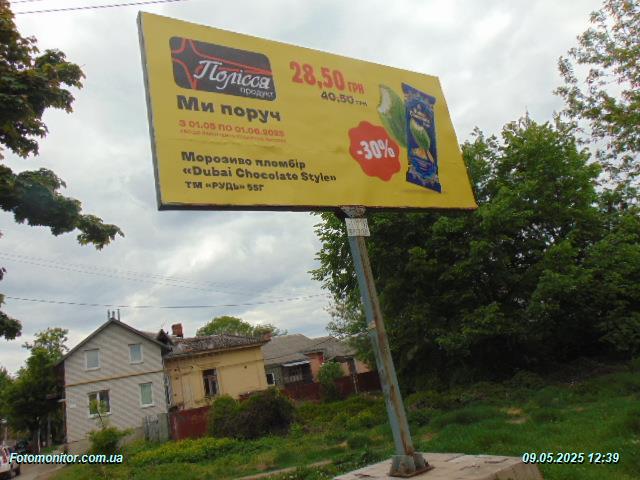 Полісся
продукт
Ми поруч
З 01.05 ПО 01.06.2025
28,50 ГРН
40,50 ГРН
-30%
Морозиво пломбір
«Dubai Chocolate Style»
ТМ «РУДЬ» 55Г
Fotomonitor.com.ua
09.05.2025 12:39